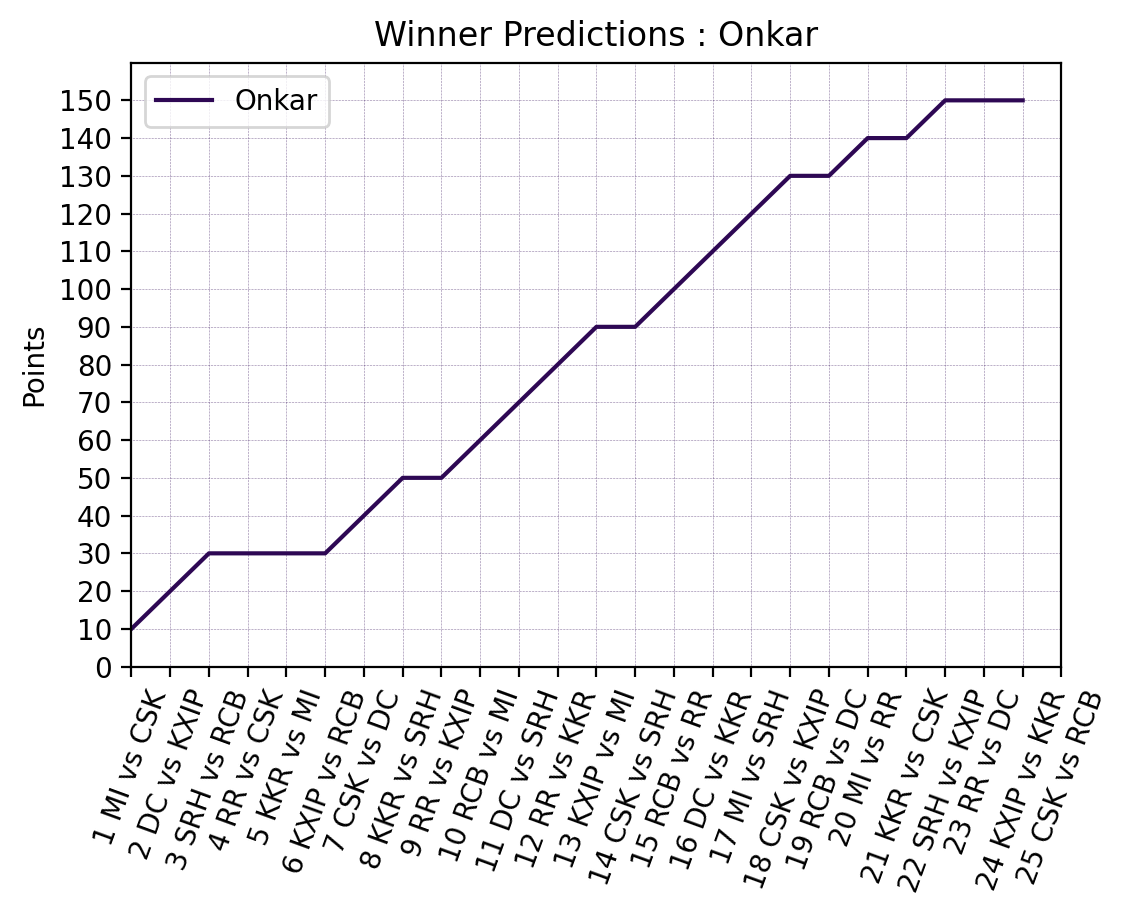 Winner Predictions : Onkar
Onkar
Points
150
140
130
120
110
100
90
80
70
60
50
40
30
20
10
0
1 MI vs CSK
2 DC vs KXIP
3 SRH vs RCB
4 RR vs CSK
5 KKR vs MI
6 KXIP vs RCB
7 CSK vs DC
8 KKR vs SRH
9 RR vs KXIP
10 RCB vs MI
11 DC vs SRH
12 RR vs KKR
13 KXIP vs MI
14 CSK vs SRH
15 RCB vs RR
16 DC vs KKR
17 MI vs SRH
18 CSK vs KXIP
19 RCB vs DC
20 MI vs RR
21 KKR vs CSK
22 SRH vs KXIP
23 RR vs DC
24 KXIP vs KKR
25 CSK vs RCB